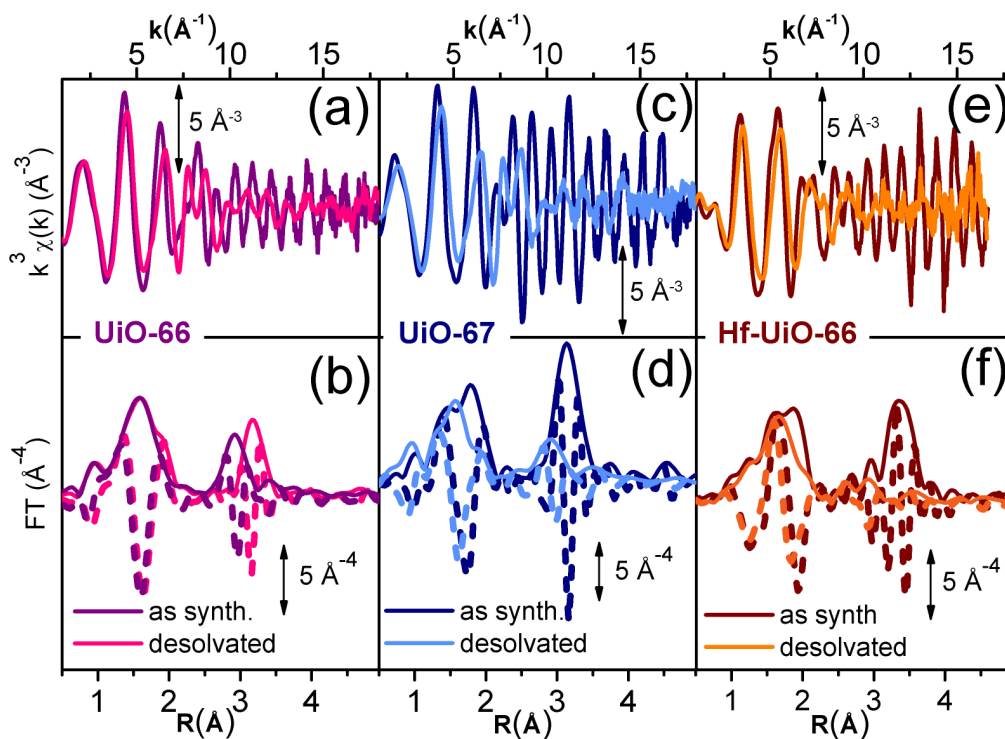 k(Å⁻¹) k(Å⁻¹) k(Å⁻¹)
5 10 15 5 10 15 5 10 15
(a) (c) (e)
5 Å⁻³ 5 Å⁻³
k³ χ(k) (Å⁻³)
5 Å⁻³
UiO-66 UiO-67 Hf-UiO-66
(b) (d) (f)
FT (Å⁻⁴)
5 Å⁻⁴ 5 Å⁻⁴ 5 Å⁻⁴
as synth. as synth. as synth
desolvated desolvated desolvated
1 2 3 4 1 2 3 4 1 2 3 4
R(Å) R(Å) R(Å)